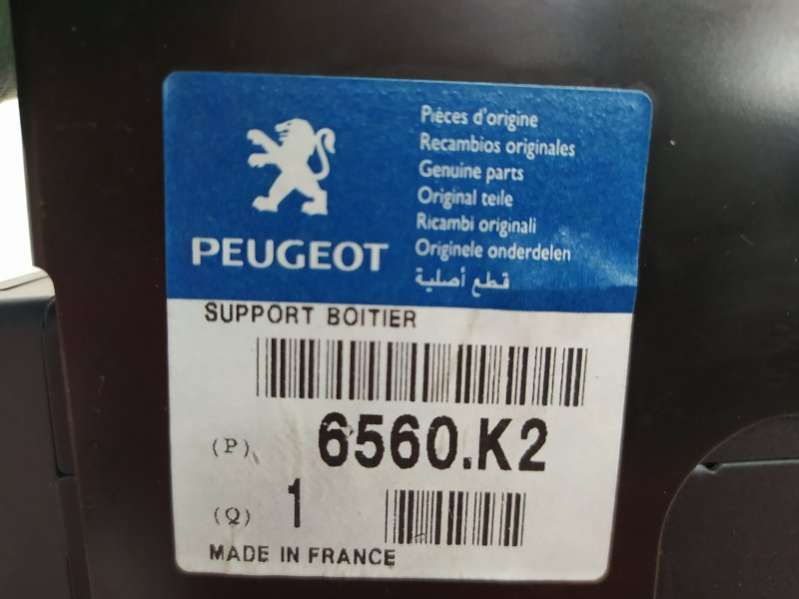 Pièces d'origine
Recambios originales
Genuine parts
Original teile
Ricambi originali
Originele onderdelen
قطع أصلية
PEUGEOT
SUPPORT BOITIER
(P) 6560.K2
(Q) 1
MADE IN FRANCE